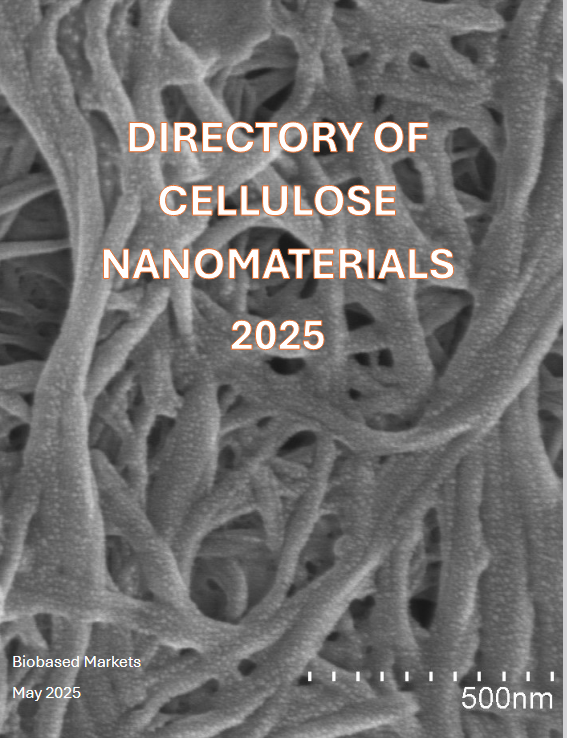 DIRECTORY OF
CELLULOSE
NANOMATERIALS
2025
Biobased Markets
May 2025
500nm